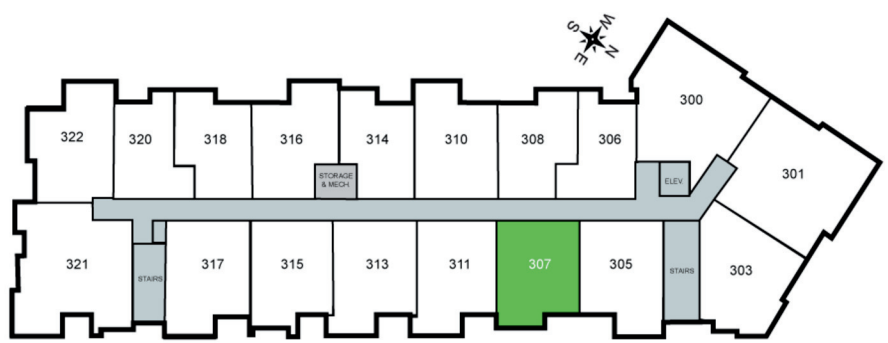 W
S
N
E
300
322
320
318
316
314
310
308
306
301
STORAGE
& MECH.
ELEV.
321
STAIRS
317
315
313
311
307
305
STAIRS
303